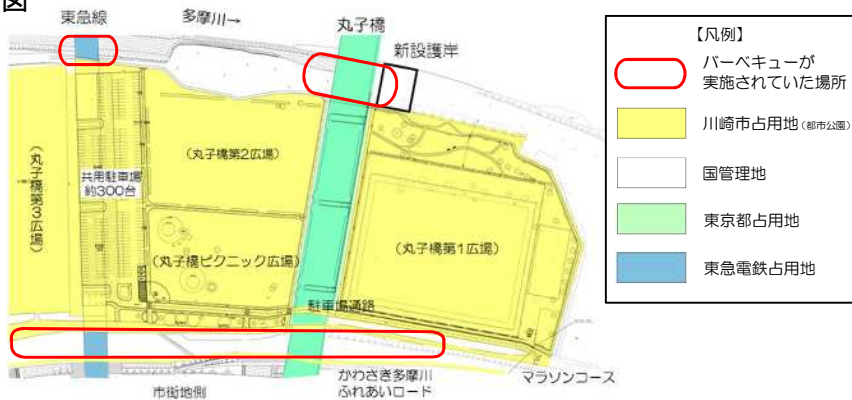 図
東急線
多摩川→
丸子橋
新設護岸
(丸子橋第3広場)
共用駐車場
約300台
(丸子橋第2広場)
(丸子橋ピクニック広場)
(丸子橋第1広場)
駐車場通路
市街地側
かわさき多摩川
ふれあいロード
マラソンコース
【凡例】
バーベキューが
実施されていた場所
川崎市占用地(都市公園)
国管理地
東京都占用地
東急電鉄占用地